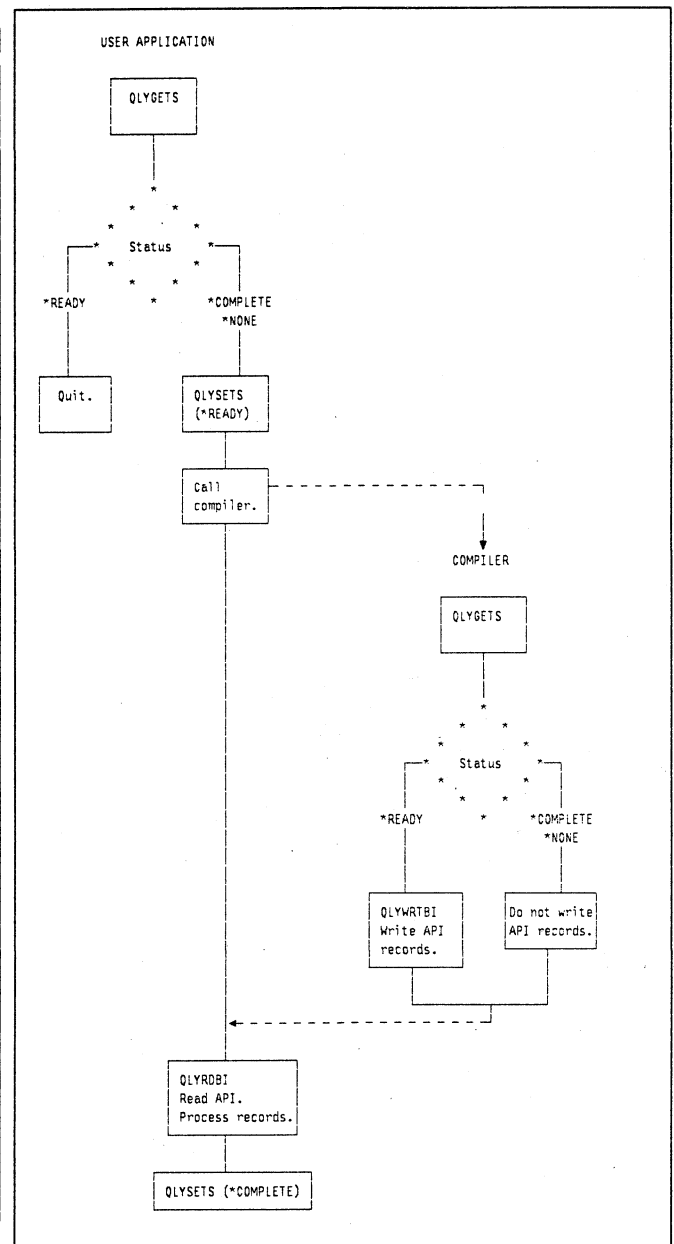 USER APPLICATION
QLYGETS
Status
*READY
*COMPLETE
*NONE
Quit.
QLYSETS
(*READY)
Call
compiler.
COMPILER
QLYGETS
Status
*READY
*COMPLETE
*NONE
QLYWRTBI
Write API
records.
Do not write
API records.
QLYRDBI
Read API.
Process records.
QLYSETS (*COMPLETE)